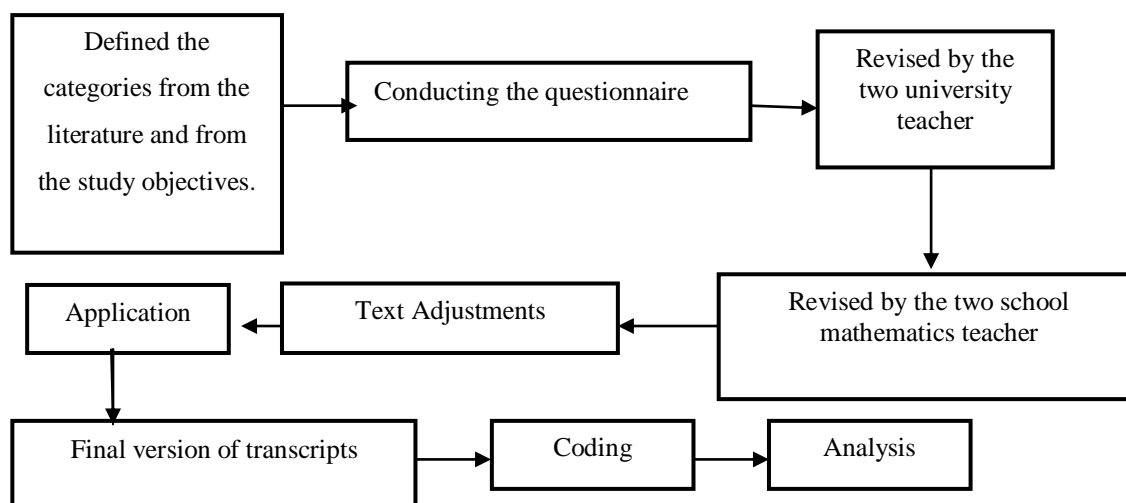 Defined the
categories from the
literature and from
the study objectives.
Conducting the questionnaire
Revised by the
two university
teacher
Revised by the two school
mathematics teacher
Text Adjustments
Application
Final version of transcripts
Coding
Analysis